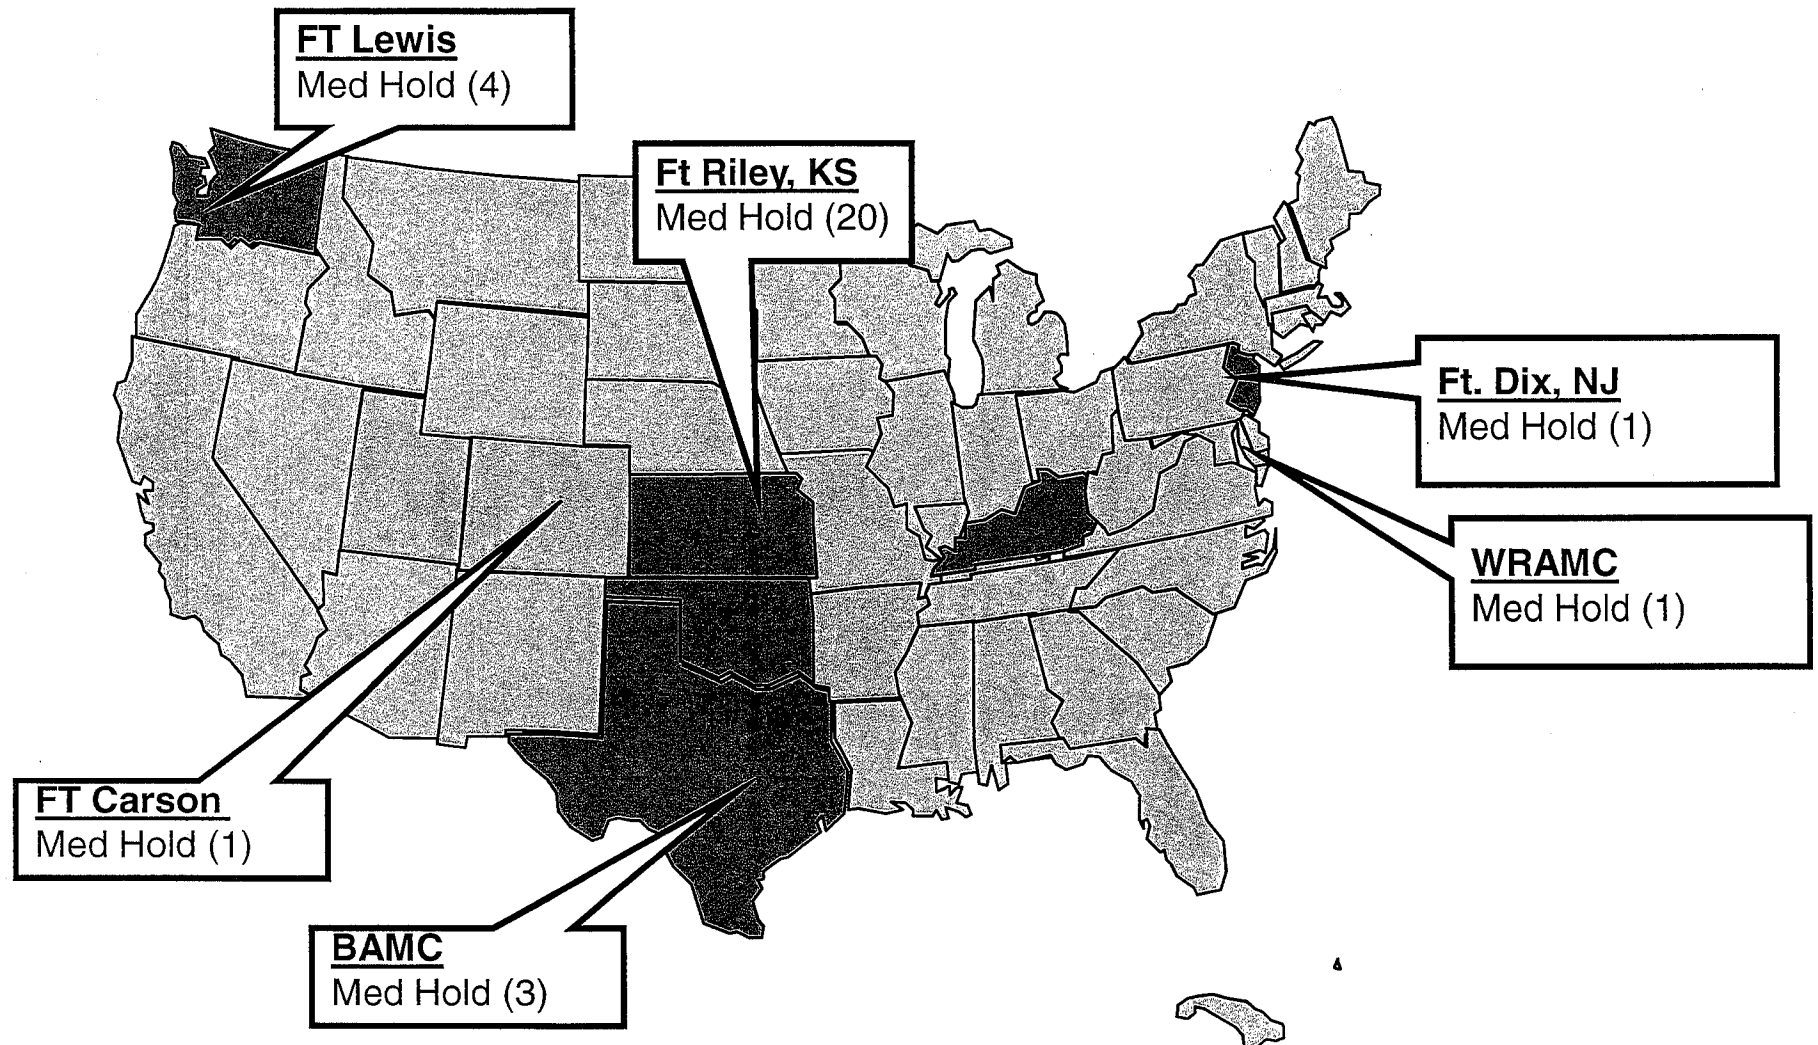 FT Lewis
Med Hold (4)
Ft Riley, KS
Med Hold (20)
Ft. Dix, NJ
Med Hold (1)
WRAMC
Med Hold (1)
FT Carson
Med Hold (1)
BAMC
Med Hold (3)